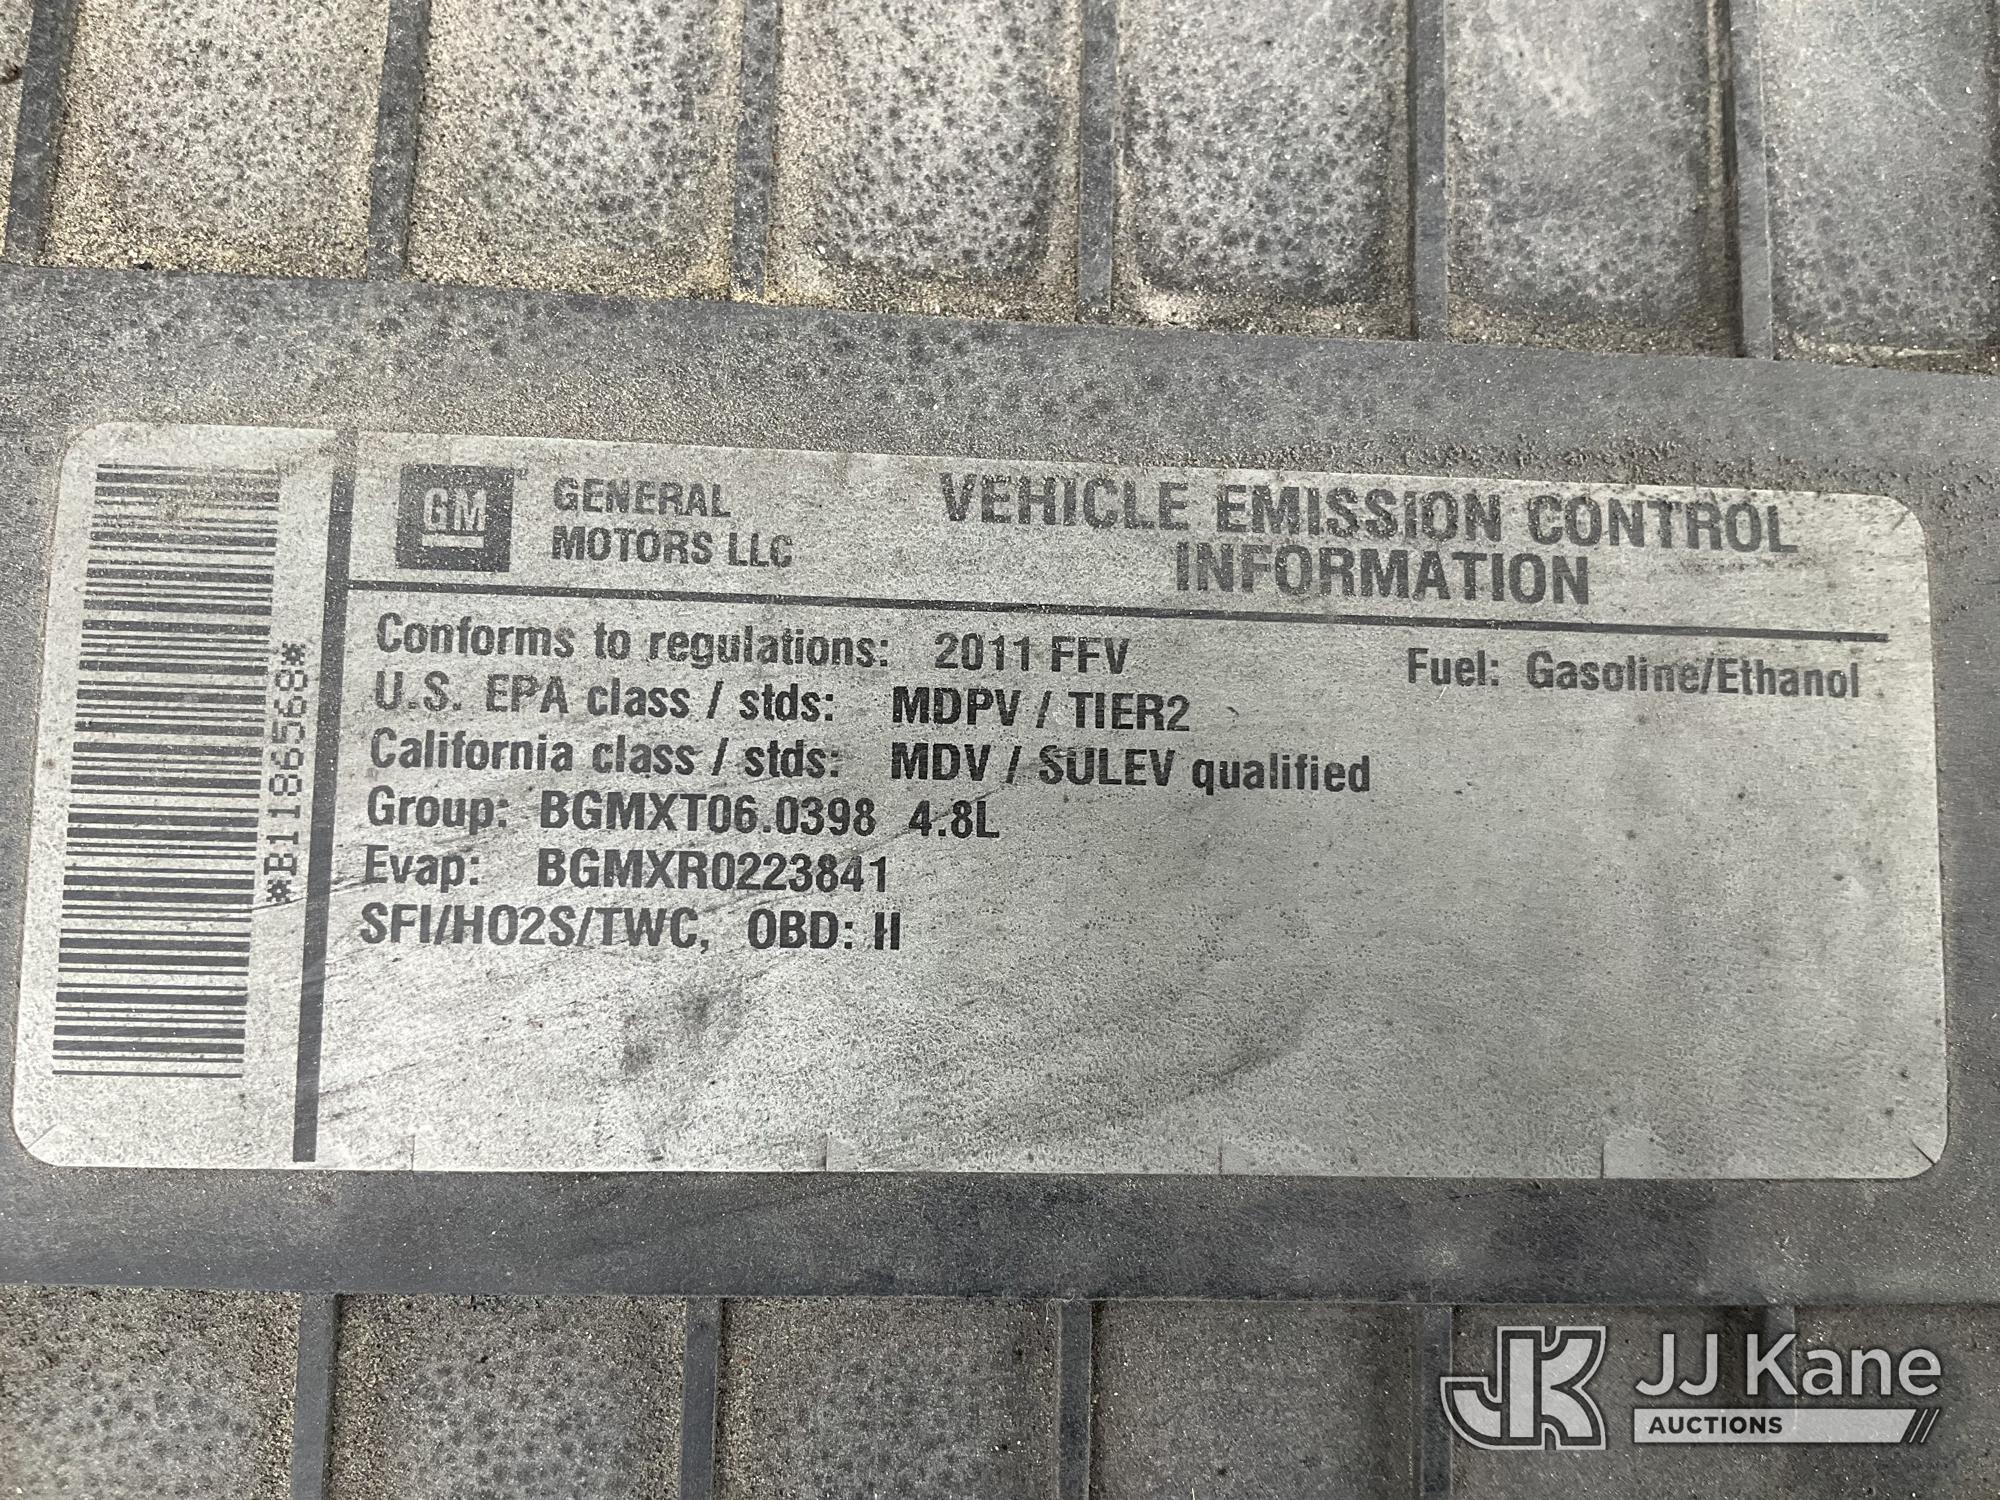 *B1186568*
GM
GENERAL
MOTORS LLC
VEHICLE EMISSION CONTROL
INFORMATION
Conforms to regulations: 2011 FFV
Fuel: Gasoline/Ethanol
U.S. EPA class / stds: MDPV / TIER2
California class / stds: MDV / SULEV qualified
Group: BGMXT06.0398 4.8L
Evap: BGMXR0223841
SFI/HO2S/TWC, OBD: II
JK JJ Kane
AUCTIONS